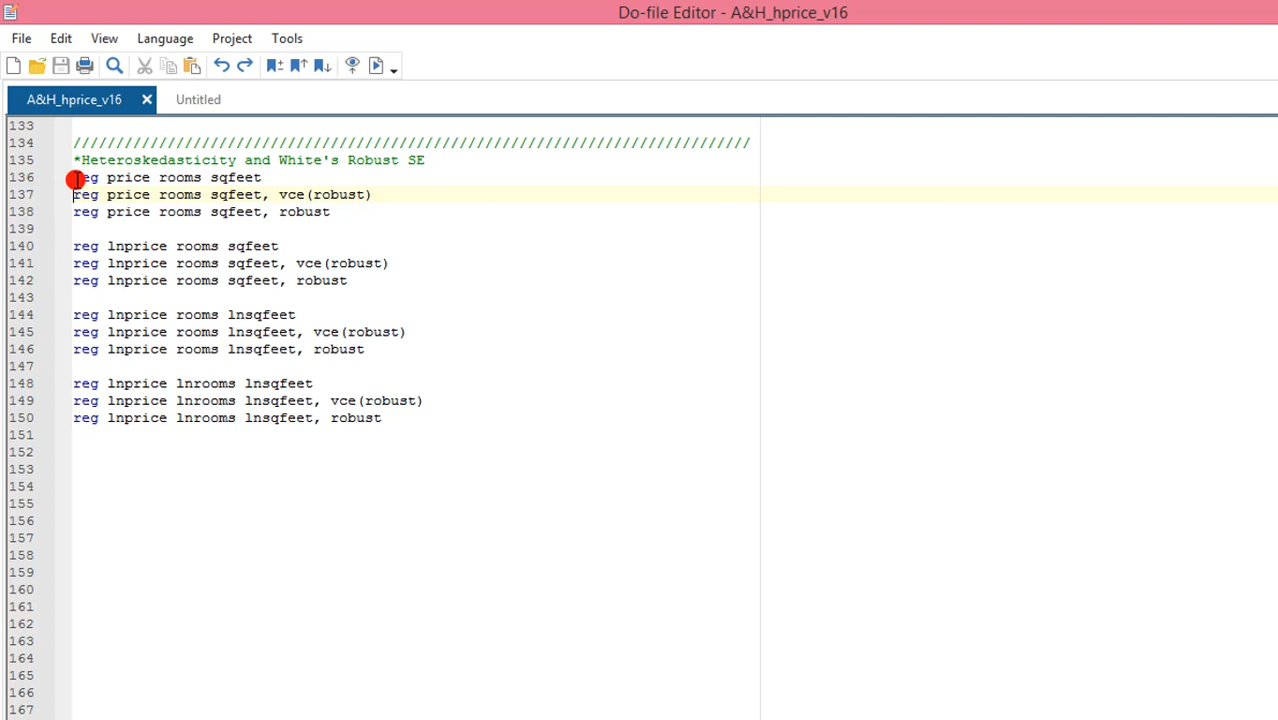 Do-file Editor - A&H_hprice_v16
File Edit View Language Project Tools
A&H_hprice_v16 Untitled
133
134 ///////////////////////////////////////////////////////////////////////////////
135 *Heteroskedasticity and White's Robust SE
136 reg price rooms sqfeet
137 reg price rooms sqfeet, vce(robust)
138 reg price rooms sqfeet, robust
139
140 reg lnprice rooms sqfeet
141 reg lnprice rooms sqfeet, vce(robust)
142 reg lnprice rooms sqfeet, robust
143
144 reg lnprice rooms lnsqfeet
145 reg lnprice rooms lnsqfeet, vce(robust)
146 reg lnprice rooms lnsqfeet, robust
147
148 reg lnprice lnrooms lnsqfeet
149 reg lnprice lnrooms lnsqfeet, vce(robust)
150 reg lnprice lnrooms lnsqfeet, robust
151
152
153
154
155
156
157
158
159
160
161
162
163
164
165
166
167